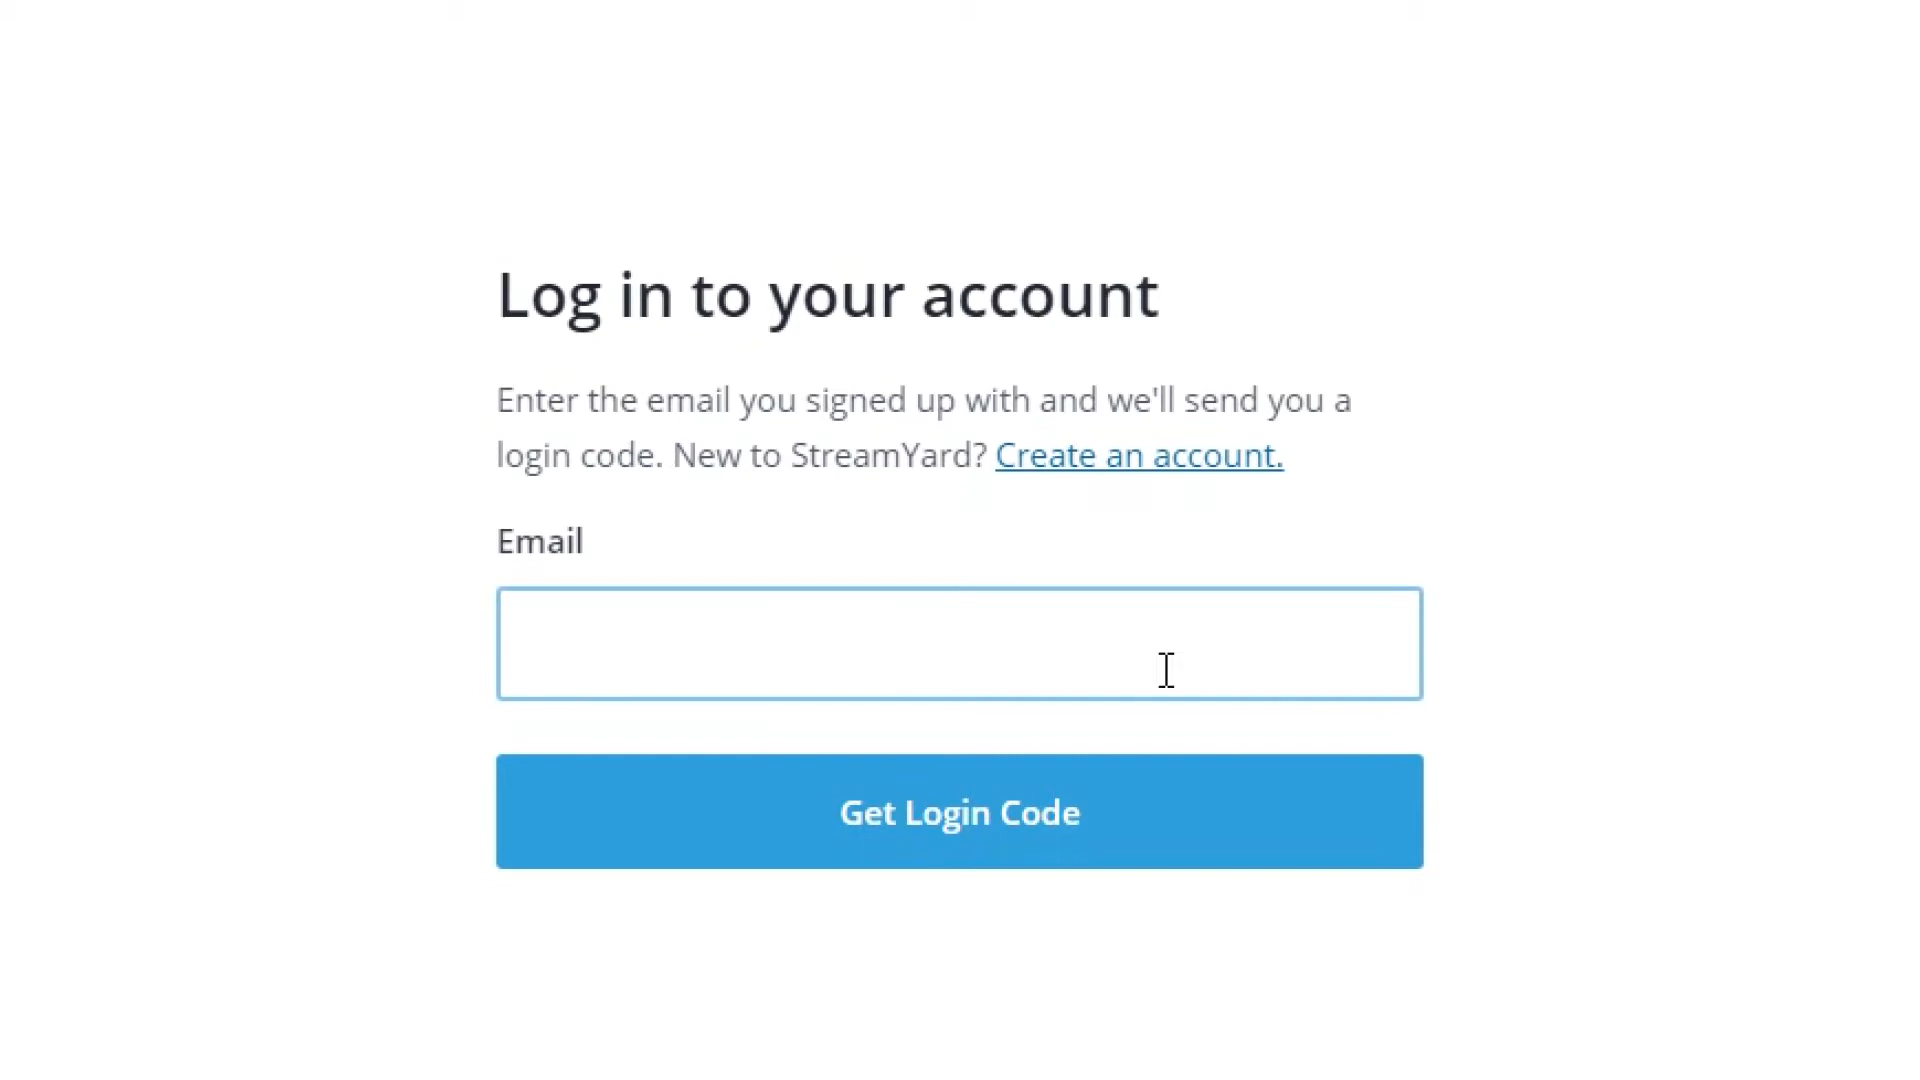 Log in to your account
Enter the email you signed up with and we'll send you a
login code. New to StreamYard? Create an account.
Email
Get Login Code